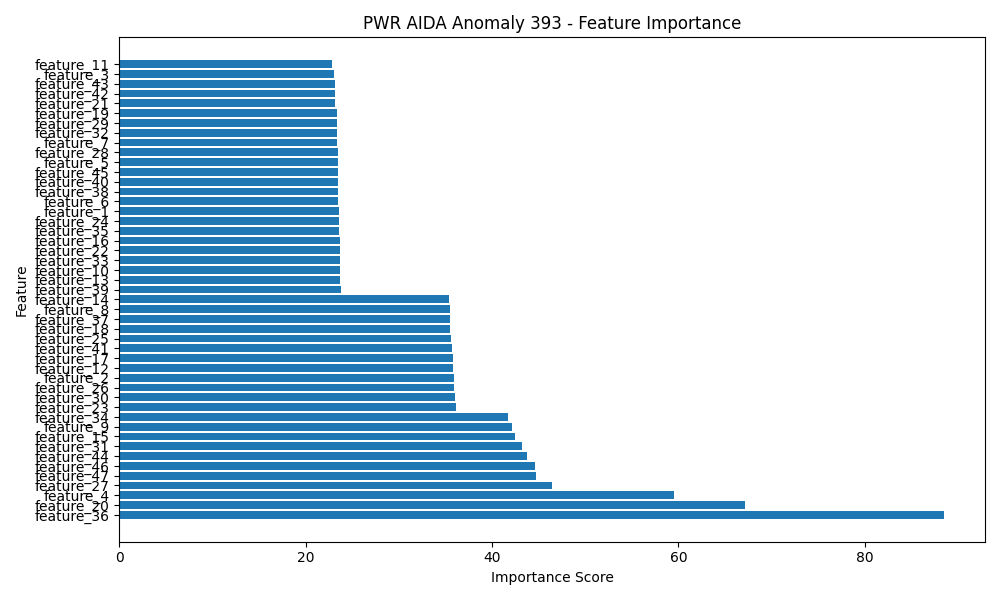 PWR AIDA Anomaly 393 - Feature Importance
feature_11
feature_3
feature_43
feature_42
feature_21
feature_19
feature_29
feature_32
feature_7
feature_28
feature_5
feature_45
feature_40
feature_38
feature_6
feature_1
feature_24
feature_35
feature_16
feature_22
feature_33
feature_10
feature_13
feature_39
feature_14
feature_8
feature_37
feature_18
feature_25
feature_41
feature_17
feature_12
feature_2
feature_26
feature_30
feature_23
feature_34
feature_9
feature_15
feature_31
feature_44
feature_46
feature_47
feature_27
feature_4
feature_20
feature_36
Feature
0 20 40 60 80
Importance Score